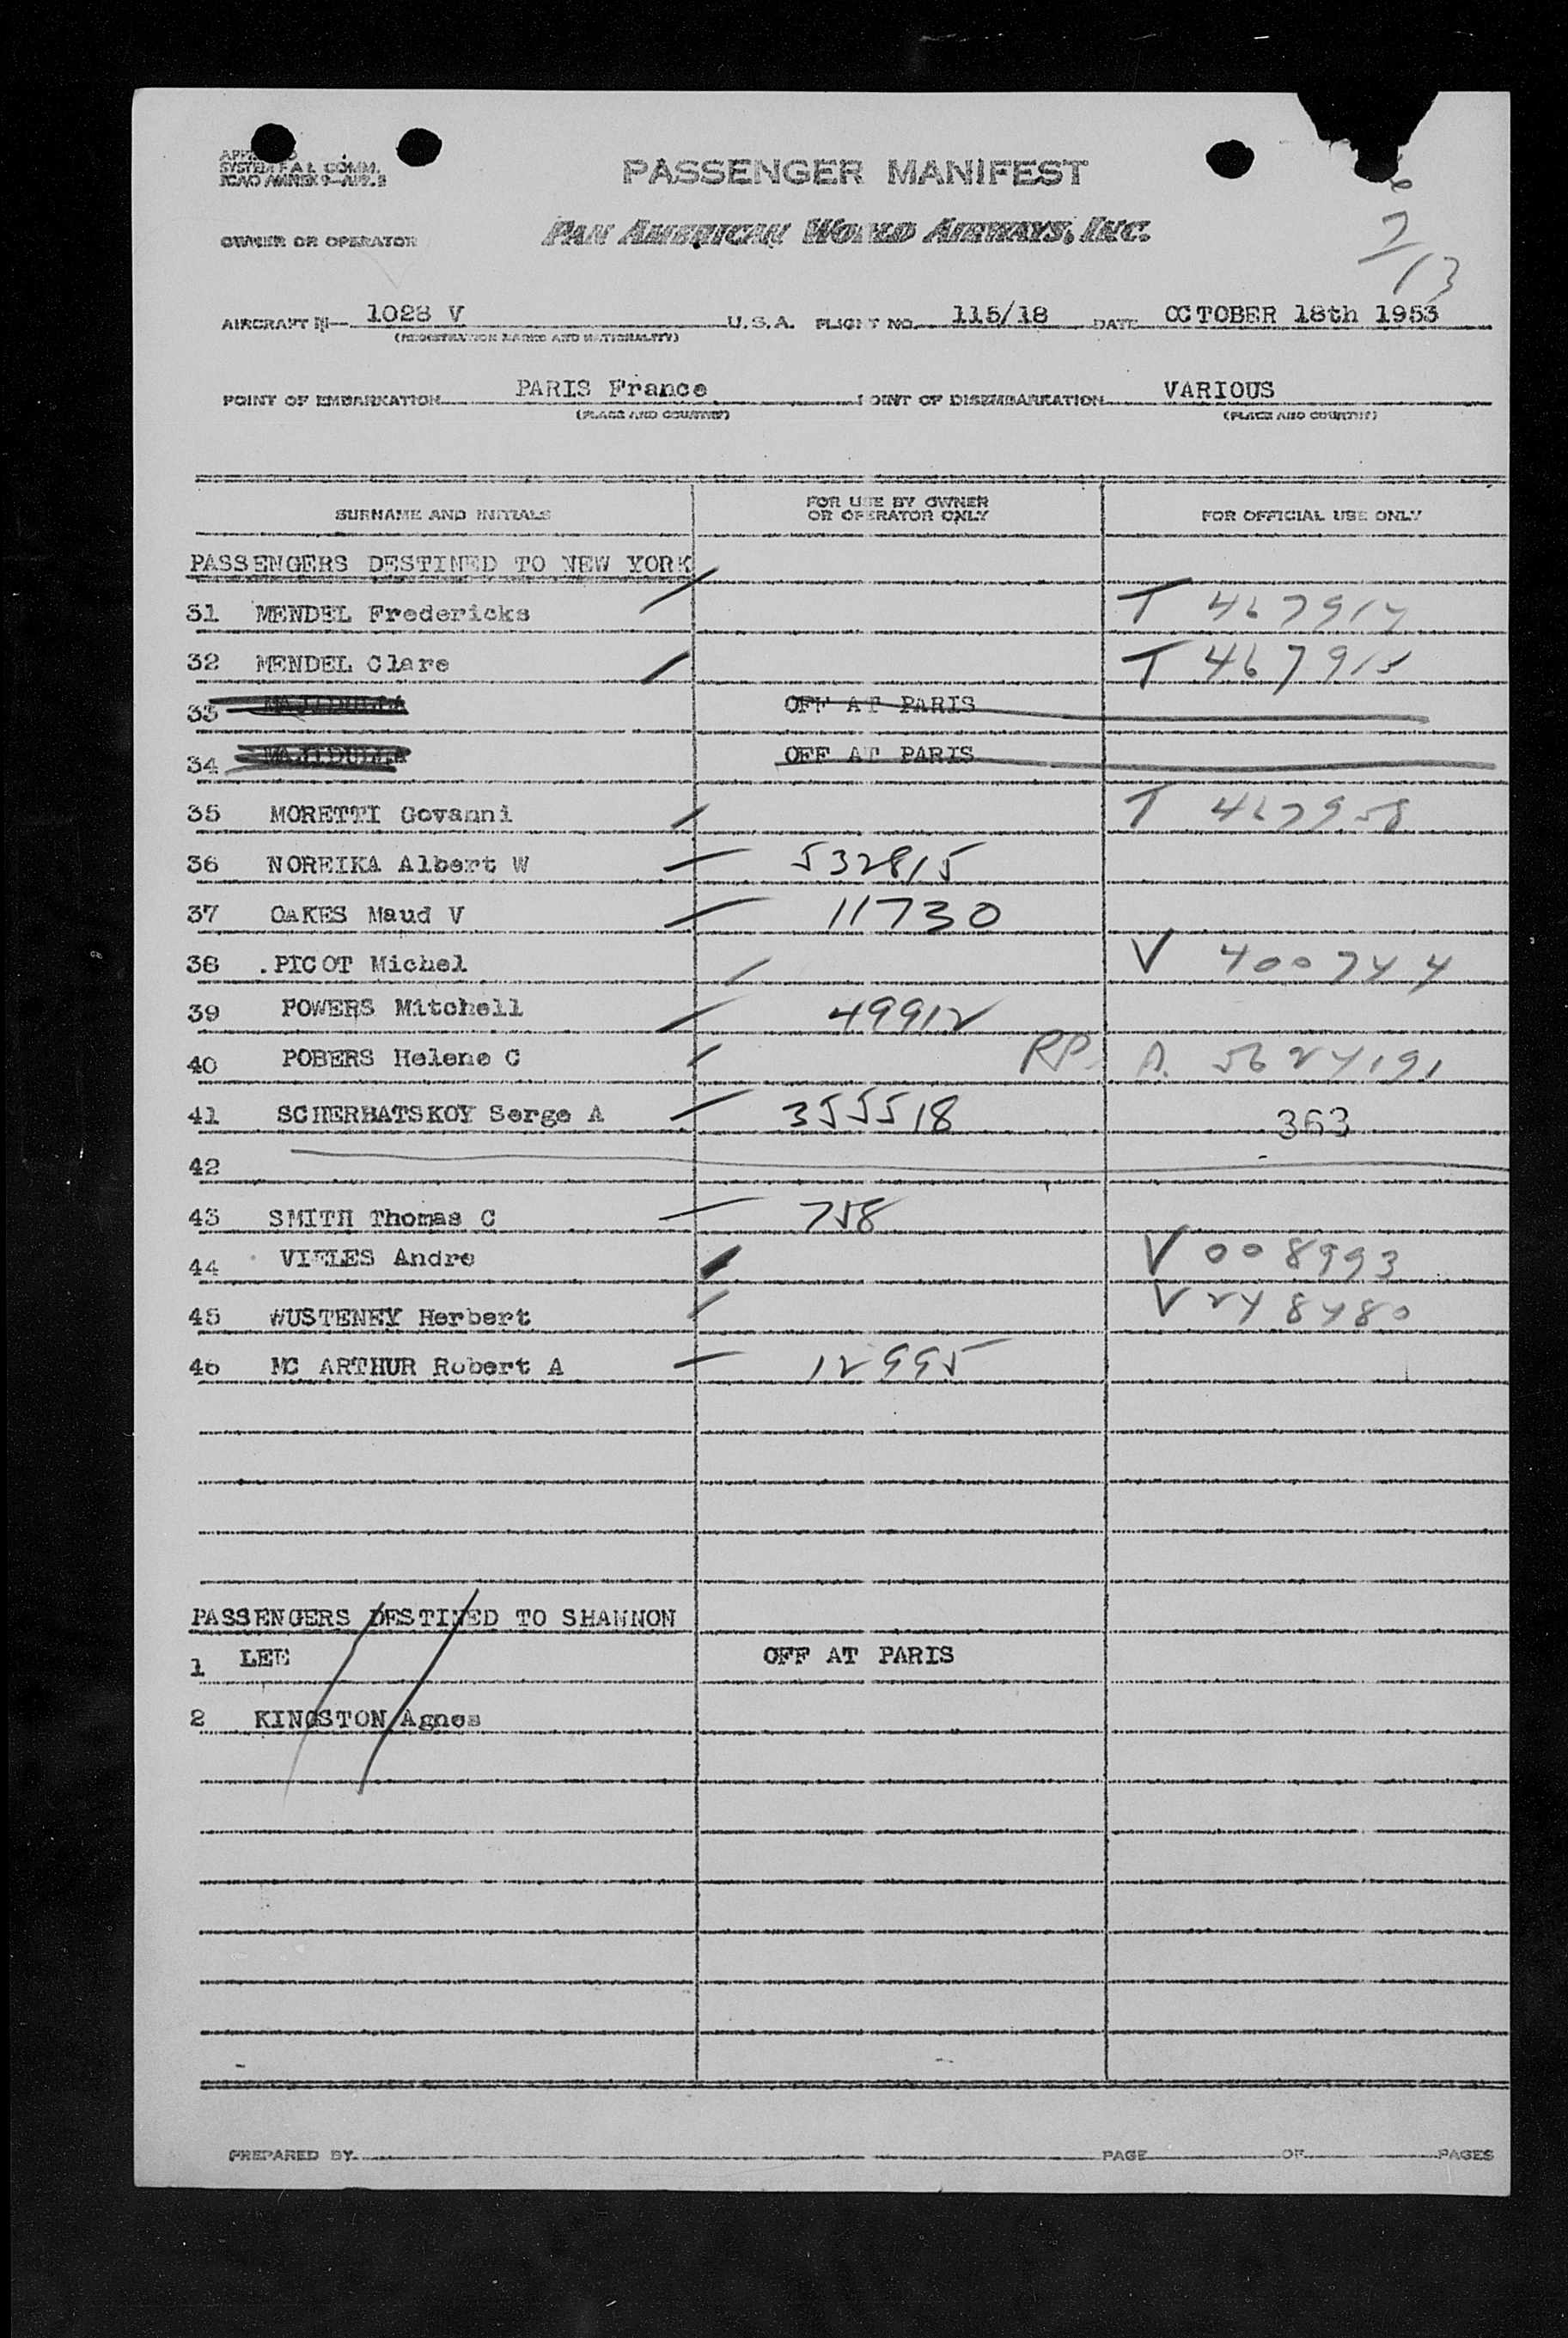 PASSENGER MANIFEST
OWNER OR OPERATOR PAN AMERICAN WORLD AIRWAYS, INC.
7/13
AIRCRAFT N— 1028 V U.S.A. FLIGHT NO. 115/18 DATE OCTOBER 18th 1953
(REGISTRATION MARKS AND NATIONALITY)
POINT OF EMBARKATION PARIS France POINT OF DISEMBARKATION VARIOUS
(PLACE AND COUNTRY) (PLACE AND COUNTRY)
SURNAME AND INITIALS FOR USE BY OWNER OR OPERATOR ONLY FOR OFFICIAL USE ONLY
PASSENGERS DESTINED TO NEW YORK
31 MENDEL Fredericks T
32 MENDEL Clare T
33 OFF AT PARIS
34 OFF AT PARIS
35 MORETTI Govanni T 467958
36 NOREIKA Albert W 532815
37 OAKES Maud V 11730
38 .PICOT Michel V 400744
39 POWERS Mitchell 49912
40 POBERS Helene C RP. A. 5624191
41 SCHERBATSKOY Serge A 355518 363
42
43 SMITH Thomas C 758
44 VIELES Andre V 008993
45 WUSTENEY Herbert V 248480
46 MC ARTHUR Robert A 12995
PASSENGERS DESTINED TO SHANNON
1 LEE OFF AT PARIS
2 KINGSTON Agnes
PREPARED BY PAGE OF PAGES